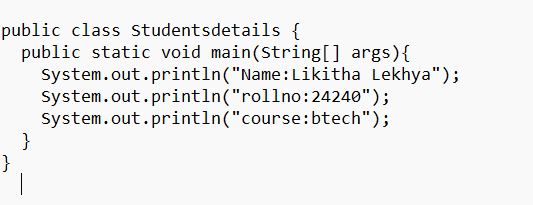 public class Studentsdetails {
  public static void main(String[] args){
    System.out.println("Name:Likitha Lekhya");
    System.out.println("rollno:24240");
    System.out.println("course:btech");
  }
}